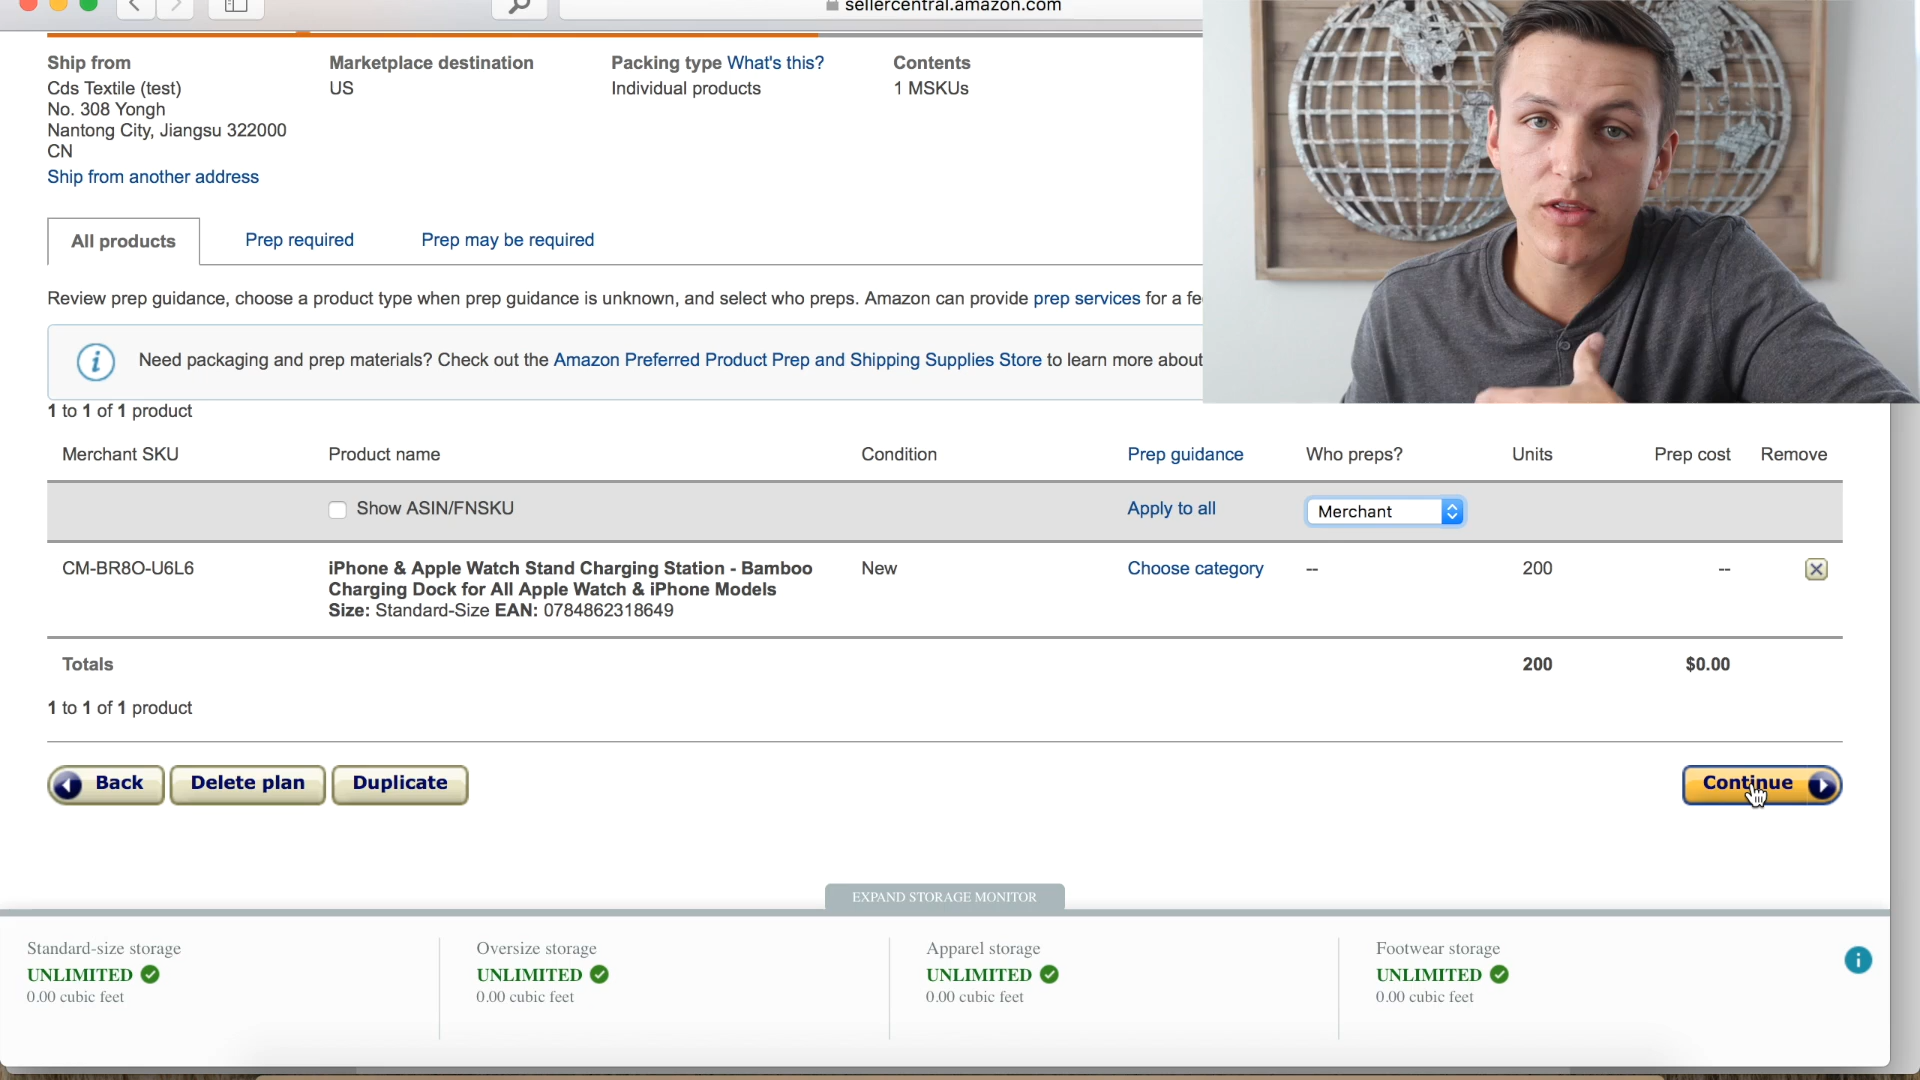 sellercentral.amazon.com
Ship from
Cds Textile (test)
No. 308 Yongh
Nantong City, Jiangsu 322000
CN
Ship from another address
Marketplace destination
US
Packing type What's this?
Individual products
Contents
1 MSKUs
All products
Prep required
Prep may be required
Review prep guidance, choose a product type when prep guidance is unknown, and select who preps. Amazon can provide prep services for a fe
Need packaging and prep materials? Check out the Amazon Preferred Product Prep and Shipping Supplies Store to learn more about
1 to 1 of 1 product
Merchant SKU Product name Condition Prep guidance Who preps? Units Prep cost Remove
Show ASIN/FNSKU Apply to all Merchant
CM-BR8O-U6L6 iPhone & Apple Watch Stand Charging Station - Bamboo New Choose category -- 200 --
Charging Dock for All Apple Watch & iPhone Models
Size: Standard-Size EAN: 0784862318649
Totals 200 $0.00
1 to 1 of 1 product
Back Delete plan Duplicate Continue
EXPAND STORAGE MONITOR
Standard-size storage
UNLIMITED
0.00 cubic feet
Oversize storage
UNLIMITED
0.00 cubic feet
Apparel storage
UNLIMITED
0.00 cubic feet
Footwear storage
UNLIMITED
0.00 cubic feet